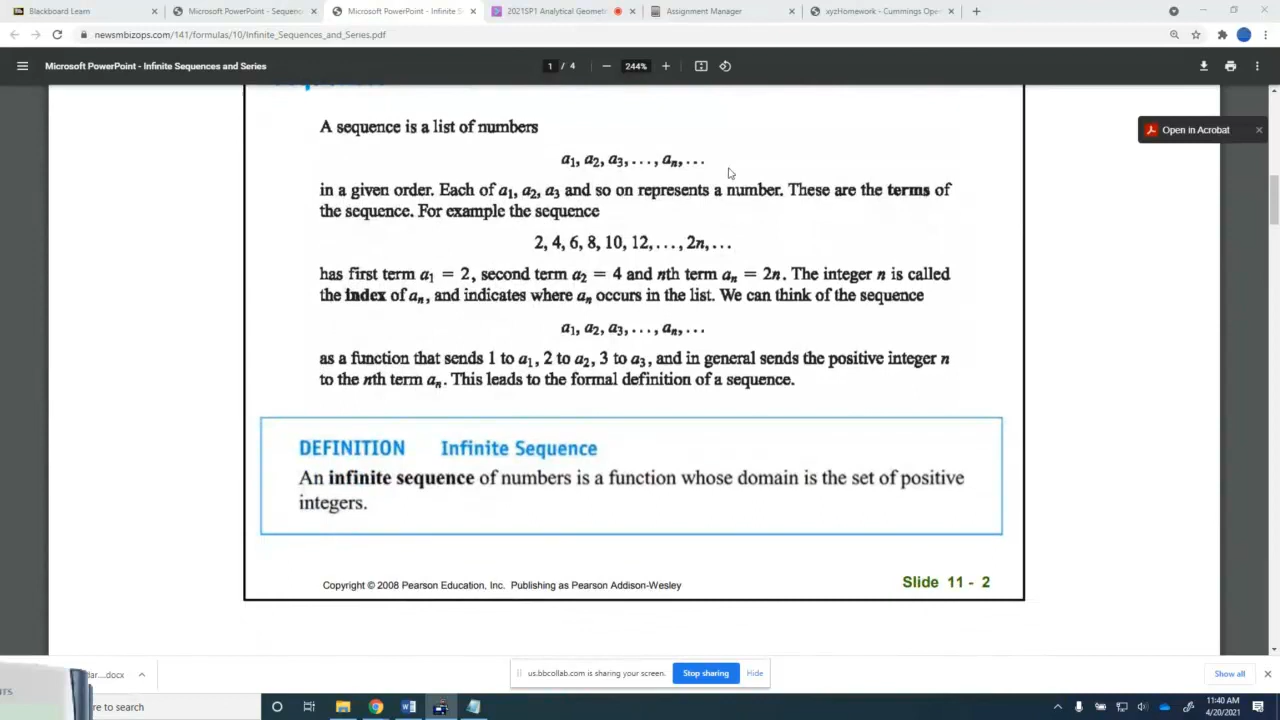 Blackboard Learn
Microsoft PowerPoint - Sequenc
Microsoft PowerPoint - Infinite S
2021SP1 Analytical Geomet
Assignment Manager
xyzHomework - Cummings Ope
newsmbizops.com/141/formulas/10/Infinite_Sequences_and_Series.pdf
Microsoft PowerPoint - Infinite Sequences and Series
1 / 4
244%
Open in Acrobat
A sequence is a list of numbers
a₁, a₂, a₃, . . . , aₙ, . . .
in a given order. Each of a₁, a₂, a₃ and so on represents a number. These are the terms of
the sequence. For example the sequence
2, 4, 6, 8, 10, 12, . . . , 2n, . . .
has first term a₁ = 2, second term a₂ = 4 and nth term aₙ = 2n. The integer n is called
the index of aₙ, and indicates where aₙ occurs in the list. We can think of the sequence
a₁, a₂, a₃, . . . , aₙ, . . .
as a function that sends 1 to a₁, 2 to a₂, 3 to a₃, and in general sends the positive integer n
to the nth term aₙ. This leads to the formal definition of a sequence.
DEFINITION Infinite Sequence
An infinite sequence of numbers is a function whose domain is the set of positive
integers.
Copyright © 2008 Pearson Education, Inc. Publishing as Pearson Addison-Wesley
Slide 11 - 2
dar...docx
us.bbcollab.com is sharing your screen.
Stop sharing
Hide
Show all
re to search
11:40 AM
4/20/2021